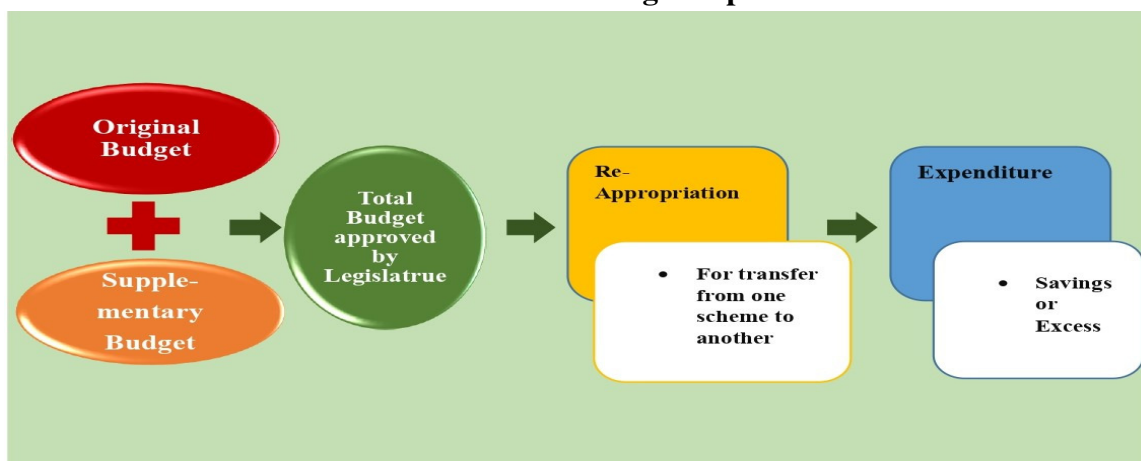 Original
Budget
Supple-
mentary
Budget
Total
Budget
approved
by
Legislatrue
Re-
Appropriation
• For transfer
from one
scheme to
another
Expenditure
• Savings
or
Excess